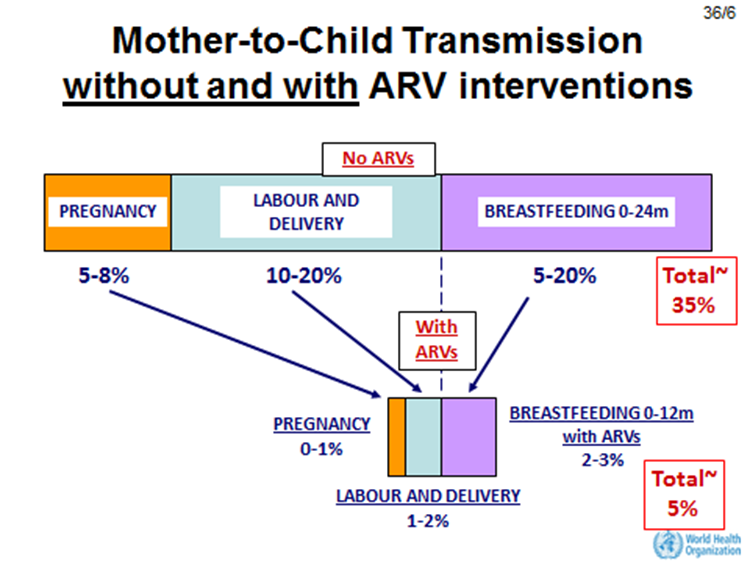 36/6
Mother-to-Child Transmission
without and with ARV interventions
No ARVs
PREGNANCY
LABOUR AND
DELIVERY
BREASTFEEDING 0-24m
5-8%
10-20%
5-20%
Total~
35%
With
ARVs
PREGNANCY
0-1%
BREASTFEEDING 0-12m
with ARVs
2-3%
LABOUR AND DELIVERY
1-2%
Total~
5%
World Health
Organization